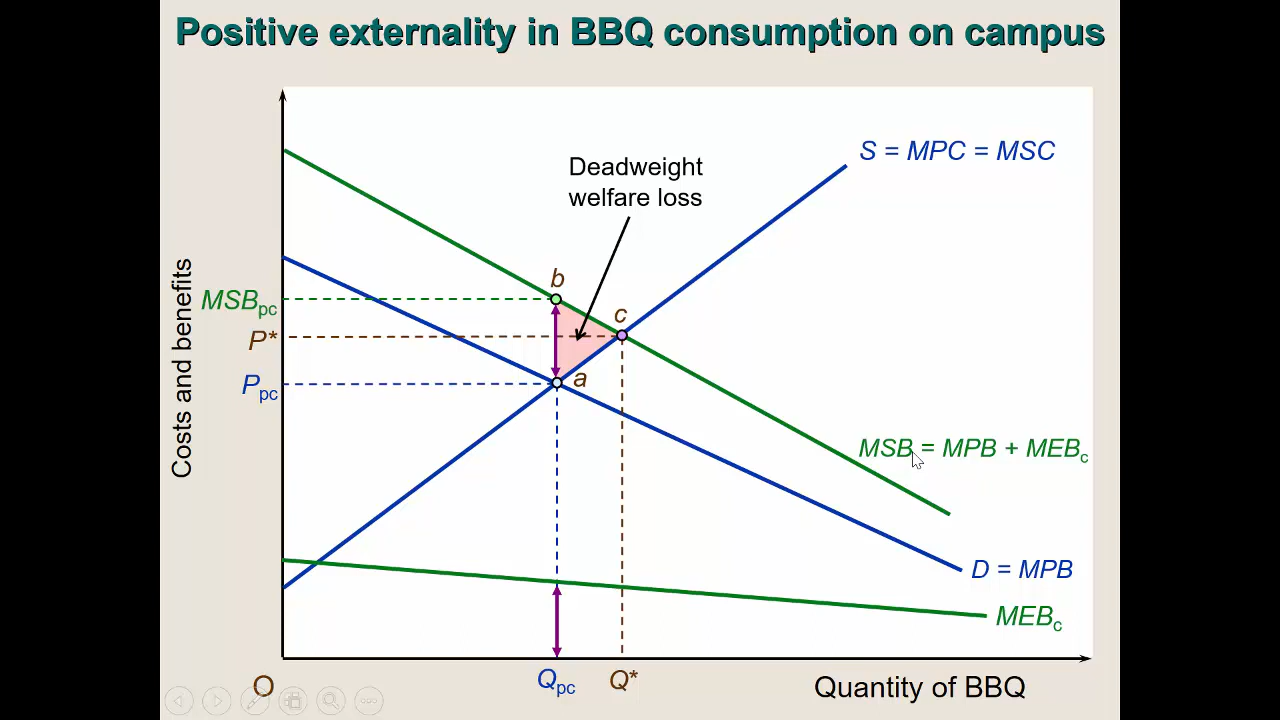 Positive externality in BBQ consumption on campus
S = MPC = MSC
Deadweight
welfare loss
b
MSBpc
c
P*
a
Ppc
Costs and benefits
MSB = MPB + MEBc
D = MPB
MEBc
O
Qpc
Q*
Quantity of BBQ